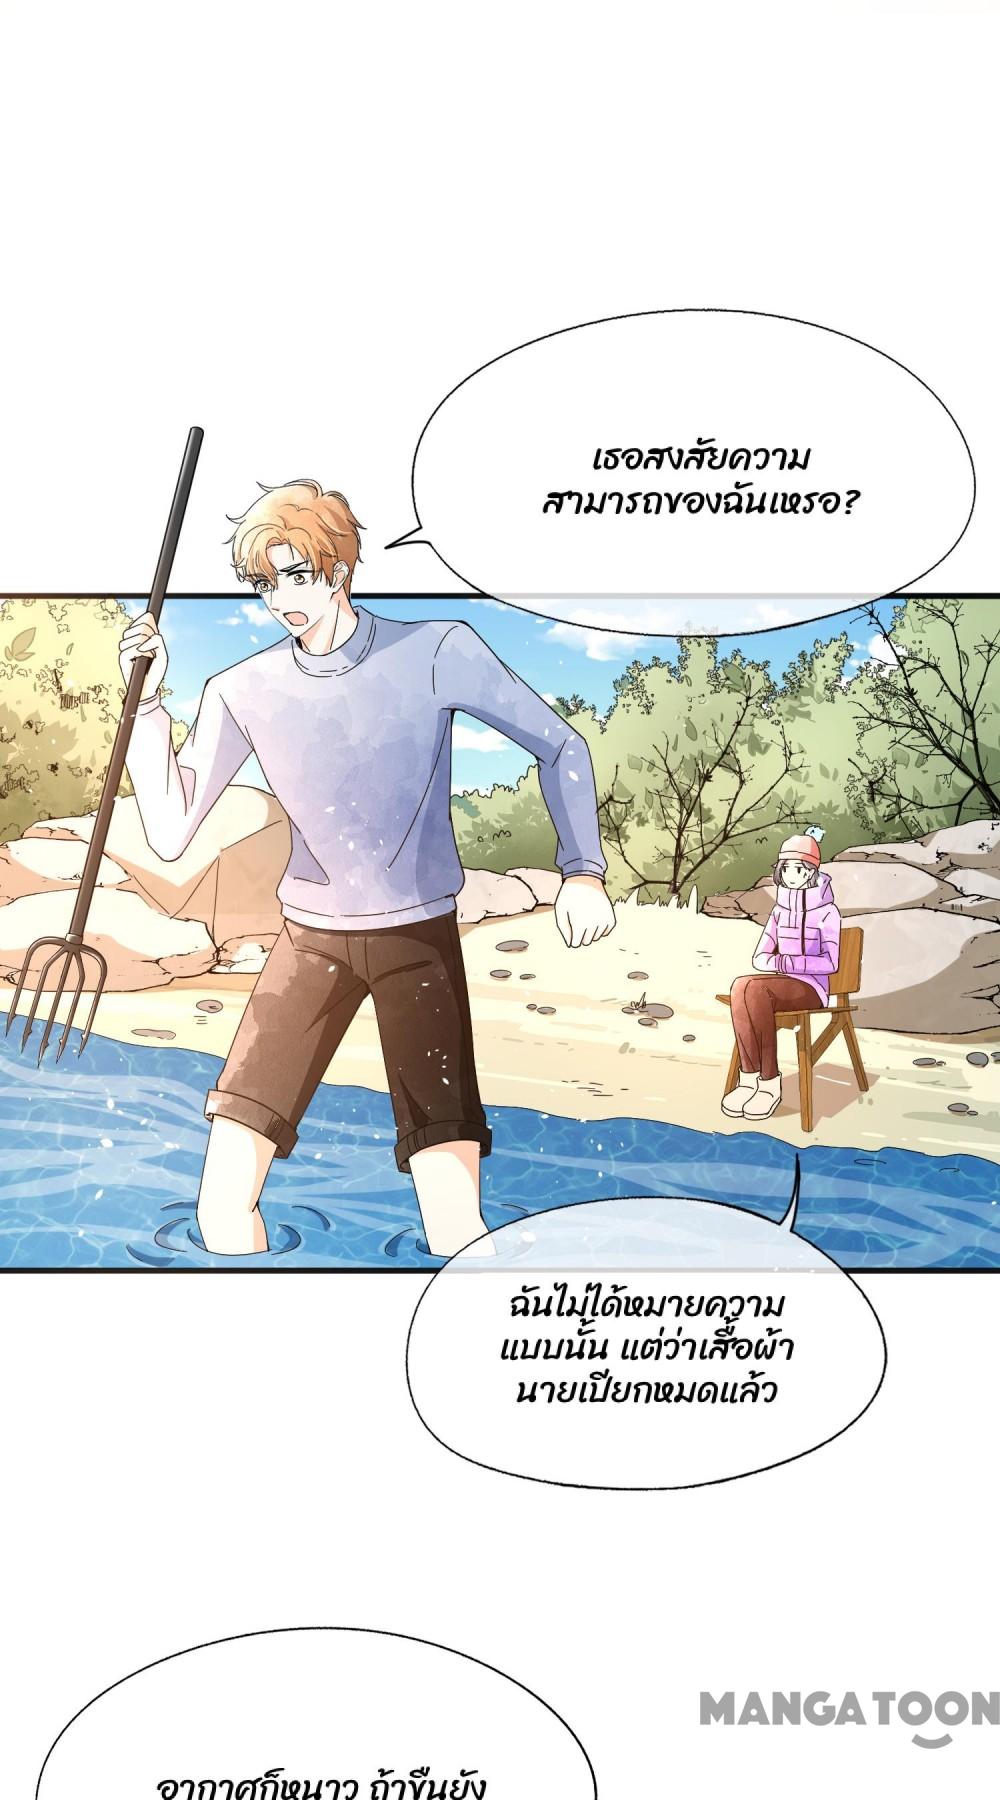 เธอสงสัยความ
สามารถของฉันเหรอ?
ฉันไม่ได้หมายความ
แบบนั้น แต่ว่าเสื้อผ้า
นายเปียกหมดแล้ว
MANGATOON
อากาศก็หนาว ถ้าขืนยัง